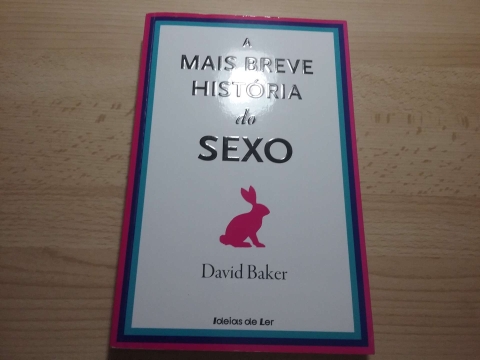 A
MAIS BREVE
HISTÓRIA
do
SEXO
David Baker
Ideias de Ler